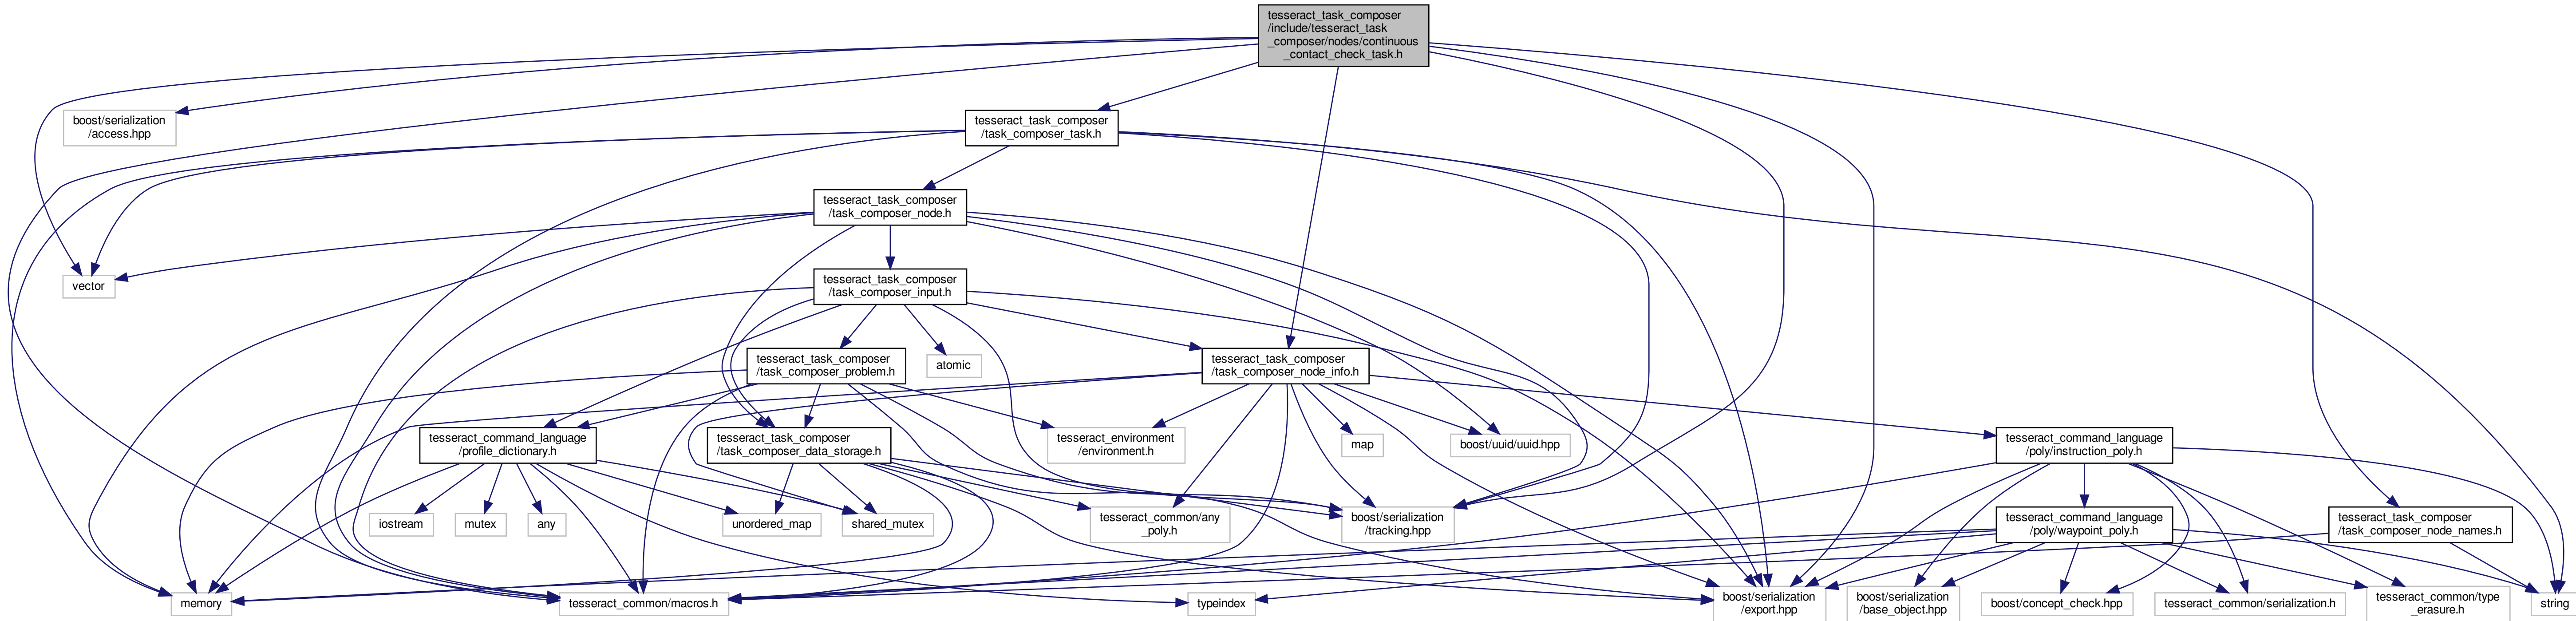 tesseract_task_composer
/include/tesseract_task
_composer/nodes/continuous
_contact_check_task.h
boost/serialization
/access.hpp
tesseract_task_composer
/task_composer_task.h
tesseract_task_composer
/task_composer_node.h
vector
tesseract_task_composer
/task_composer_input.h
tesseract_task_composer
/task_composer_problem.h
atomic
tesseract_task_composer
/task_composer_node_info.h
tesseract_command_language
/profile_dictionary.h
tesseract_task_composer
/task_composer_data_storage.h
tesseract_environment
/environment.h
map
boost/uuid/uuid.hpp
tesseract_command_language
/poly/instruction_poly.h
iostream
mutex
any
unordered_map
shared_mutex
tesseract_common/any
_poly.h
boost/serialization
/tracking.hpp
tesseract_command_language
/poly/waypoint_poly.h
tesseract_task_composer
/task_composer_node_names.h
memory
tesseract_common/macros.h
typeindex
boost/serialization
/export.hpp
boost/serialization
/base_object.hpp
boost/concept_check.hpp
tesseract_common/serialization.h
tesseract_common/type
_erasure.h
string